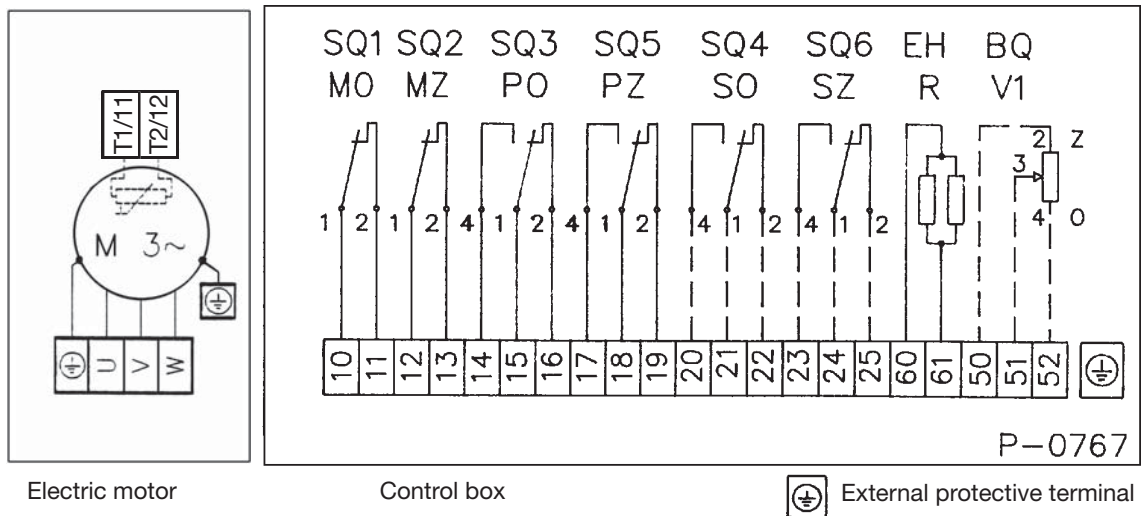 SQ1 SQ2 SQ3 SQ5 SQ4 SQ6 EH BQ
MO MZ PO PZ SO SZ R V1
T1/11 T2/12
M 3~
U V W
2 Z
3
4 O
1 2 1 2 4 1 2 4 1 2 4 1 2 4 1 2
10 11 12 13 14 15 16 17 18 19 20 21 22 23 24 25 60 61 50 51 52
P-0767
Electric motor
Control box
External protective terminal